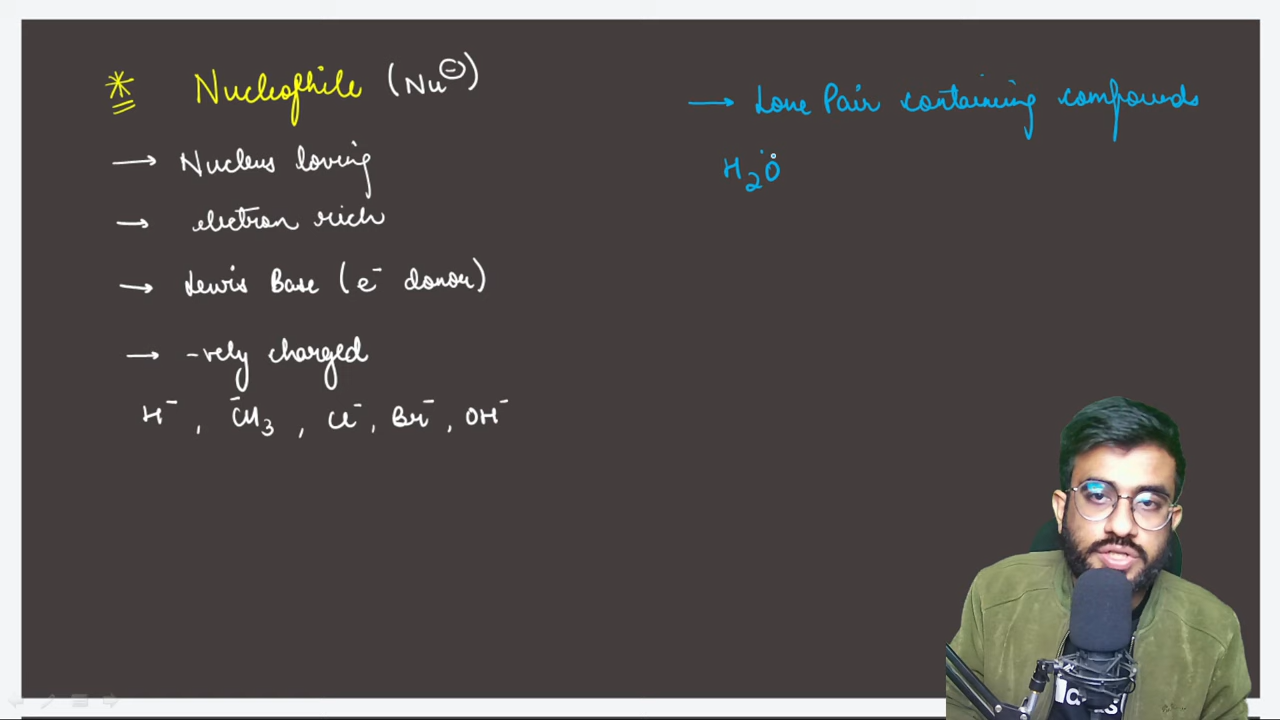 * Nucleophile (Nu⊖)
→ Nucleus loving
→ electron rich
→ Lewis Base (e⁻ donor)
→ -vely charged
H⁻ , ⁻CH₃ , Cl⁻ , Br⁻ , OH⁻
→ Lone Pair containing compounds
H₂Ö